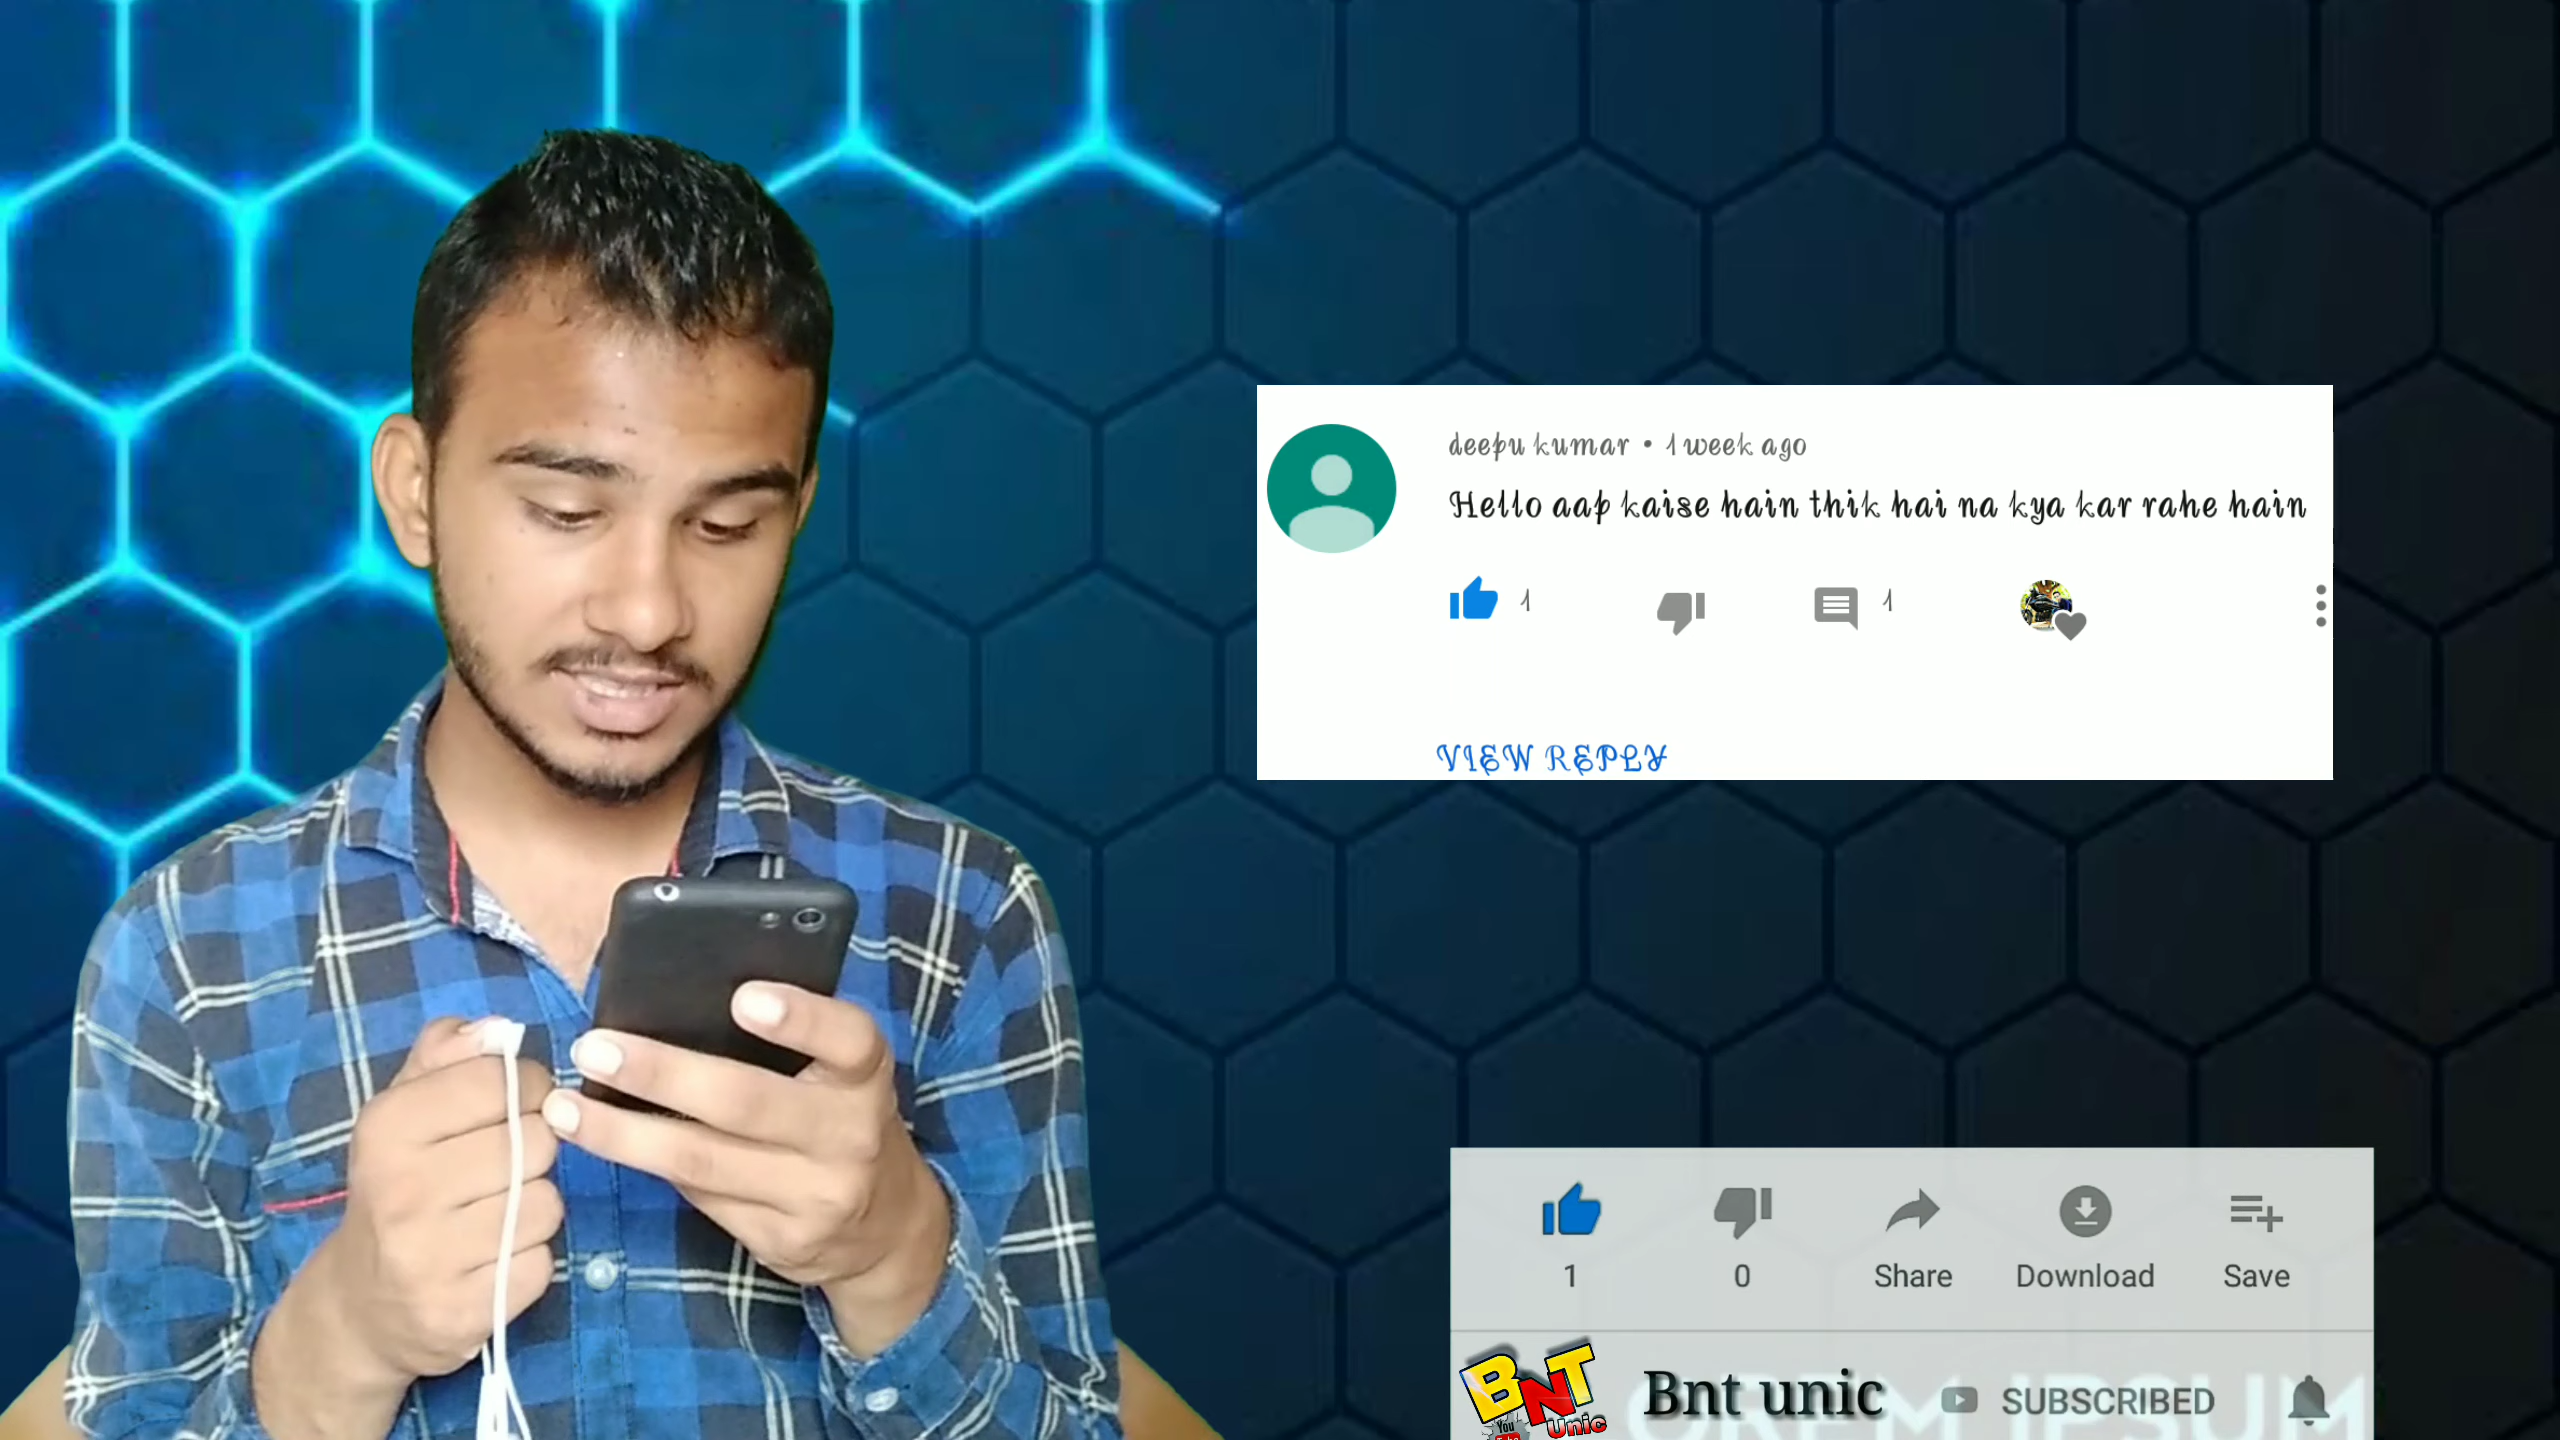 deepu kumar • 1 week ago
Hello aap kaise hain thik hai na kya kar rahe hain
1
1
VIEW REPLY
1
0
Share
Download
Save
BNT
You
Unic
Bnt unic
SUBSCRIBED